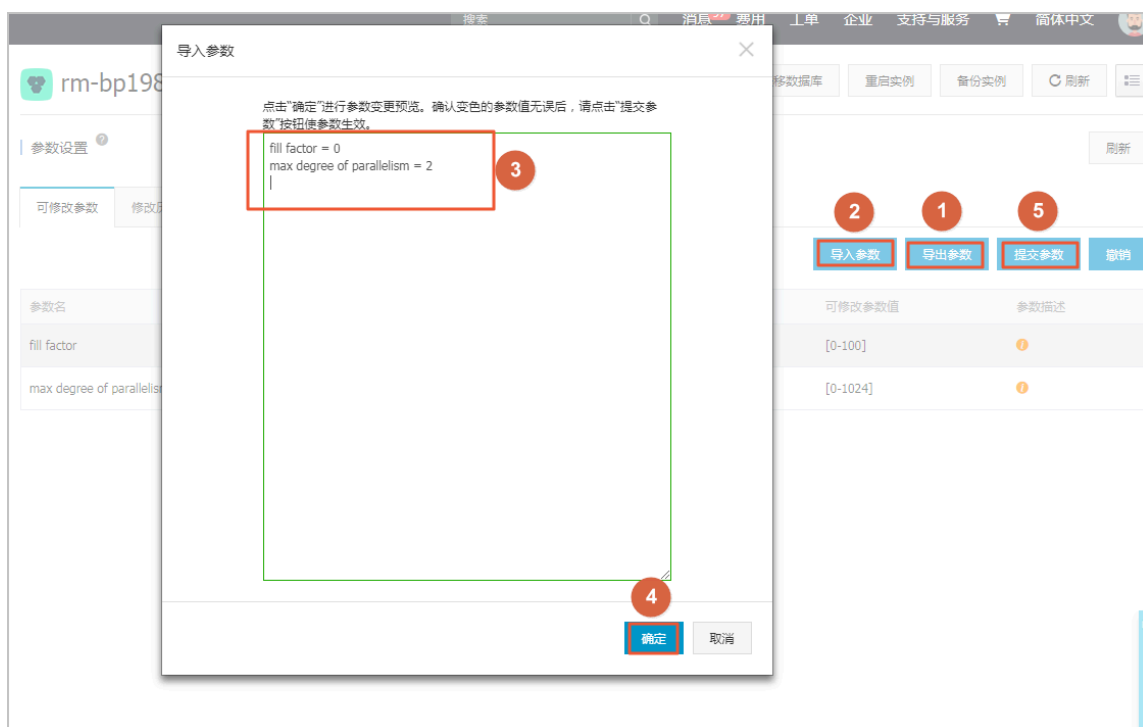 搜索 消息 57 费用 工单 企业 支持与服务 简体中文
导入参数
rm-bp198
移数据库 重启实例 备份实例 刷新
点击“确定”进行参数变更预览。确认变色的参数值无误后，请点击“提交参
数”按钮使参数生效。
参数设置
刷新
fill factor = 0
max degree of parallelism = 2
3
可修改参数 修改历
2 1 5
导入参数 导出参数 提交参数 撤销
参数名 可修改参数值 参数描述
fill factor [0-100]
max degree of parallelism [0-1024]
4
确定 取消